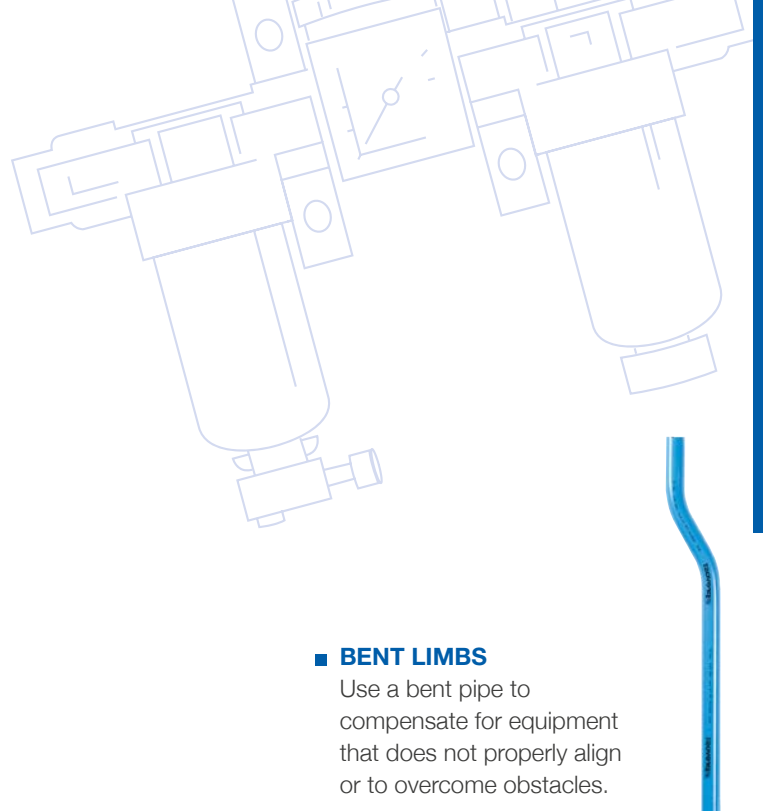 BENT LIMBS
Use a bent pipe to
compensate for equipment
that does not properly align
or to overcome obstacles.